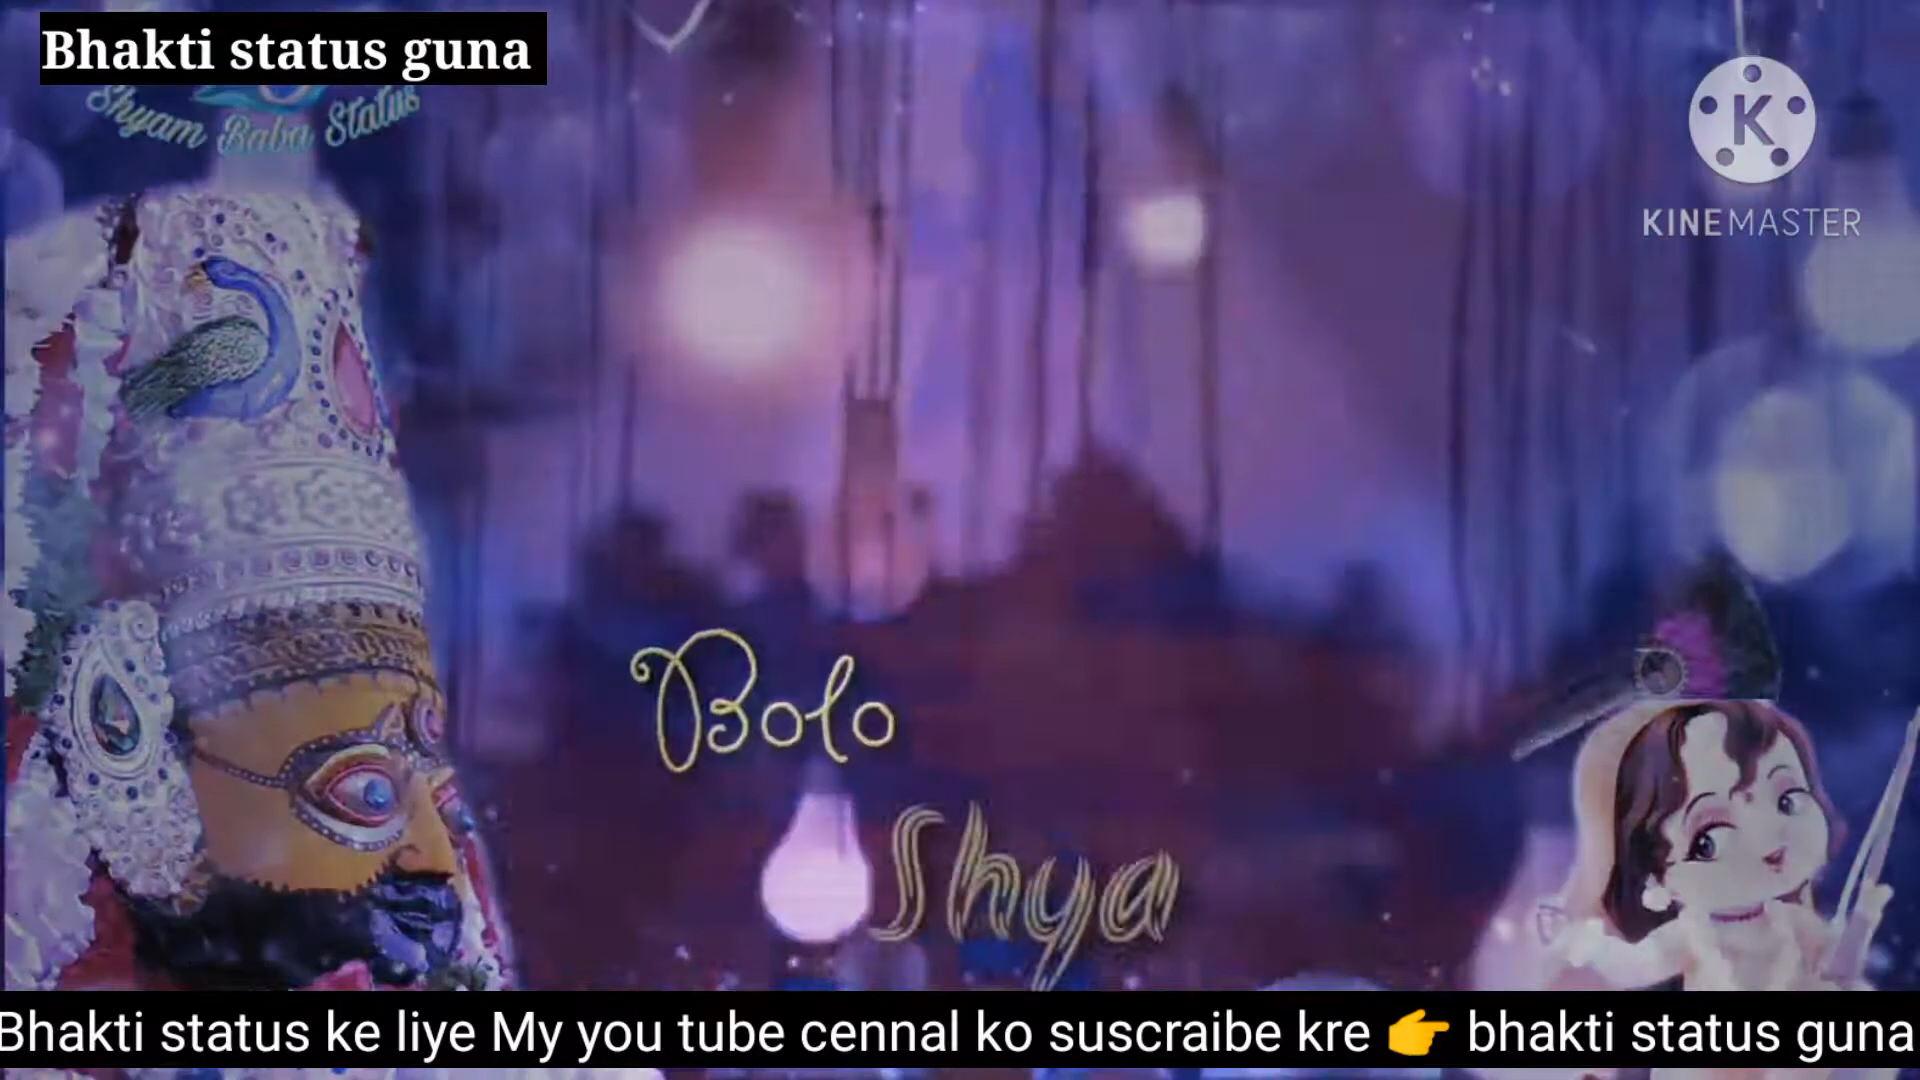 Bhakti status guna
Shyam Baba Status
KINEMASTER
Bolo
Shya
Bhakti status ke liye My you tube cennal ko suscraibe kre 👉 bhakti status guna